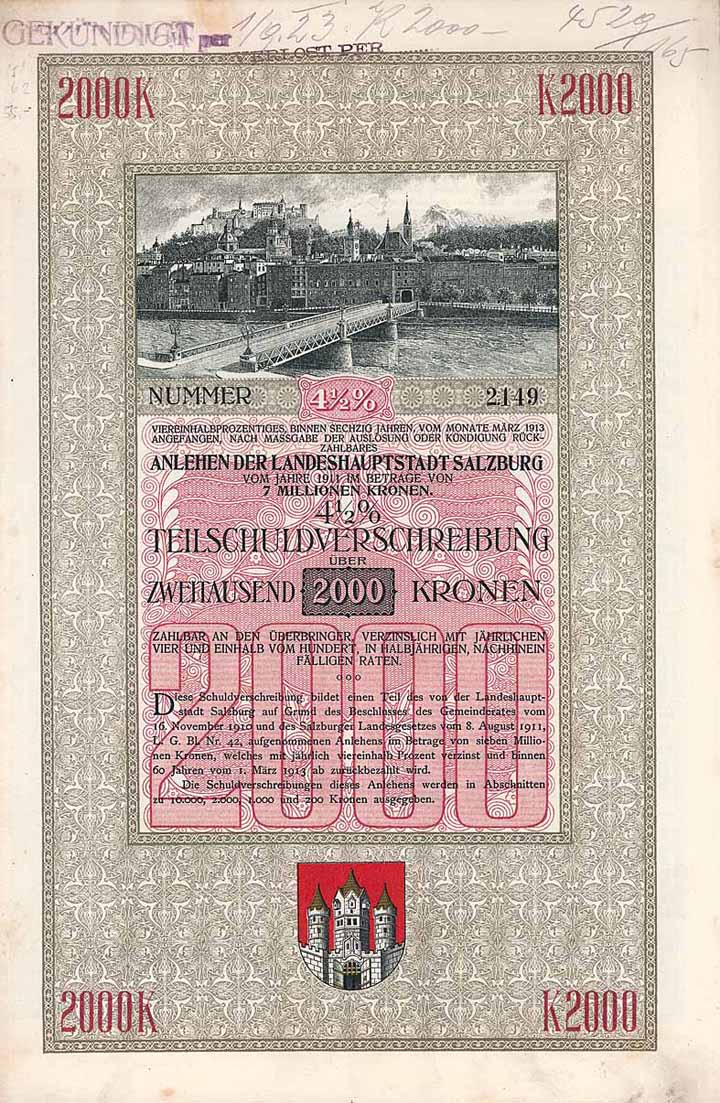 GEKÜNDIGT per 1/9.23. K 2000.-
4529/165
VERLOST PER
2000K K2000
NUMMER 4½% 2149
VIEREINHALBPROZENTIGES, BINNEN SECHZIG JAHREN, VOM MONATE MÄRZ 1913
ANGEFANGEN, NACH MASSGABE DER AUSLOSUNG ODER KÜNDIGUNG RÜCK-
ZAHLBARES
ANLEHEN DER LANDESHAUPTSTADT SALZBURG
VOM JAHRE 1911 IM BETRAGE VON
7 MILLIONEN KRONEN.
4½%
TEILSCHULDVERSCHREIBUNG
ÜBER
ZWEITAUSEND 2000 KRONEN
ZAHLBAR AN DEN ÜBERBRINGER, VERZINSLICH MIT JÄHRLICHEN
VIER UND EINHALB VOM HUNDERT, IN HALBJÄHRIGEN, NACHHINEIN
FÄLLIGEN RATEN.
2000
Diese Schuldverschreibung bildet einen Teil des von der Landeshaupt-
stadt Salzburg auf Grund des Beschlusses des Gemeinderates vom
16. November 1910 und des Salzburger Landesgesetzes vom 8. August 1911,
L. G. Bl. Nr. 42, aufgenommenen Anlehens im Betrage von sieben Millio-
nen Kronen, welches mit jährlich viereinhalb Prozent verzinst und binnen
60 Jahren vom 1. März 1913 ab zurückbezahlt wird.
Die Schuldverschreibungen dieses Anlehens werden in Abschnitten
zu 10.000, 2.000, 1.000 und 200 Kronen ausgegeben.
2000K K2000